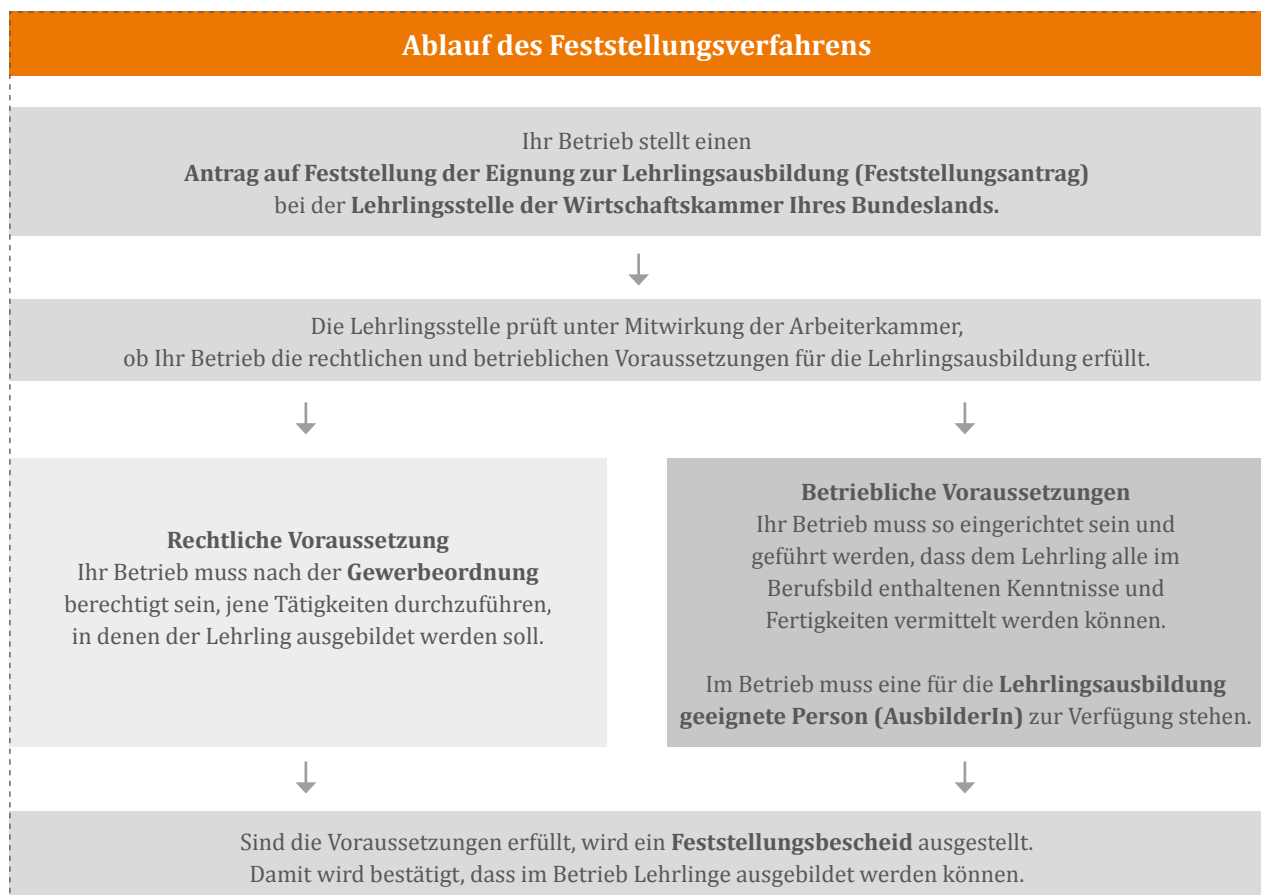 Ablauf des Feststellungsverfahrens
Ihr Betrieb stellt einen
Antrag auf Feststellung der Eignung zur Lehrlingsausbildung (Feststellungsantrag)
bei der Lehrlingsstelle der Wirtschaftskammer Ihres Bundeslands.
Die Lehrlingsstelle prüft unter Mitwirkung der Arbeiterkammer,
ob Ihr Betrieb die rechtlichen und betrieblichen Voraussetzungen für die Lehrlingsausbildung erfüllt.
Rechtliche Voraussetzung
Ihr Betrieb muss nach der Gewerbeordnung
berechtigt sein, jene Tätigkeiten durchzuführen,
in denen der Lehrling ausgebildet werden soll.
Betriebliche Voraussetzungen
Ihr Betrieb muss so eingerichtet sein und
geführt werden, dass dem Lehrling alle im
Berufsbild enthaltenen Kenntnisse und
Fertigkeiten vermittelt werden können.
Im Betrieb muss eine für die Lehrlingsausbildung
geeignete Person (AusbilderIn) zur Verfügung stehen.
Sind die Voraussetzungen erfüllt, wird ein Feststellungsbescheid ausgestellt.
Damit wird bestätigt, dass im Betrieb Lehrlinge ausgebildet werden können.